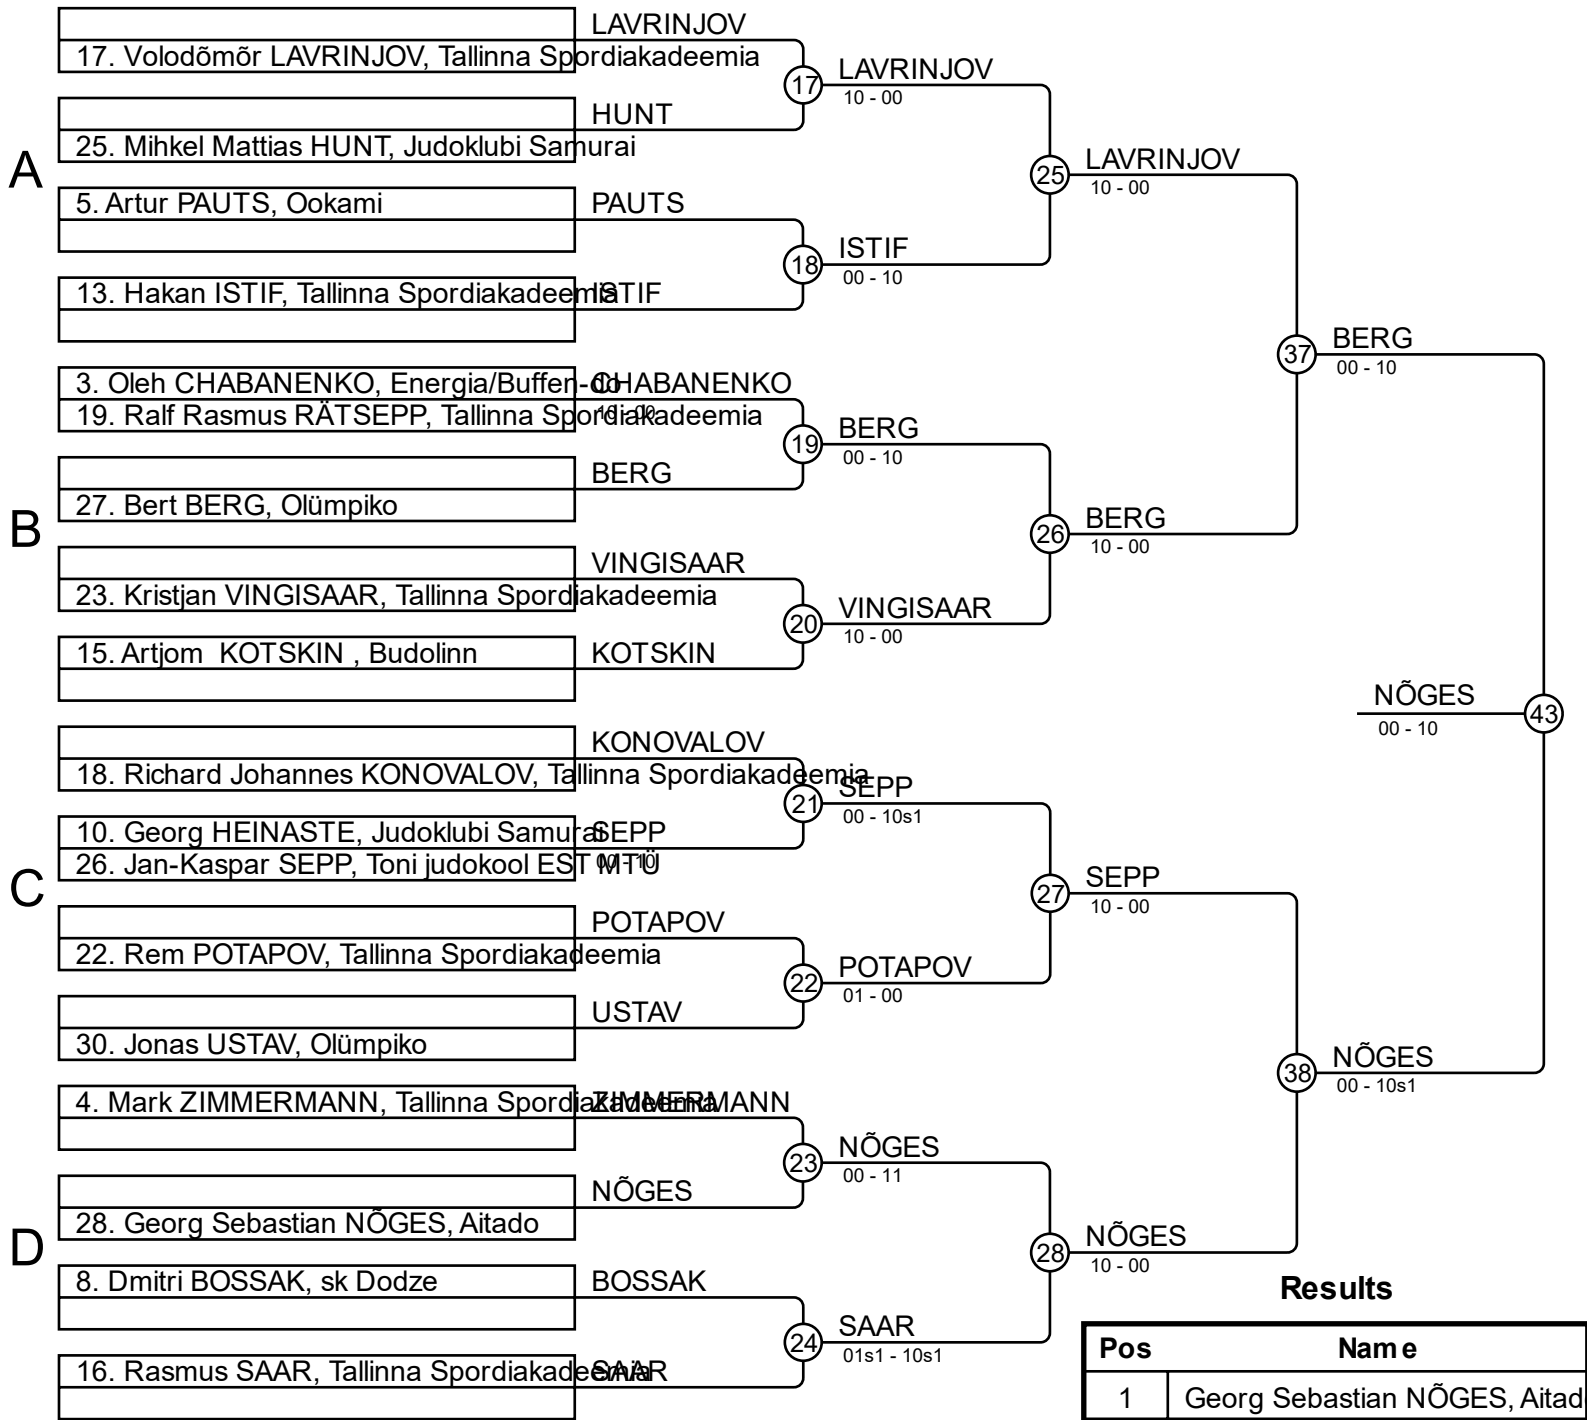 LAVRINJOV
17. Volodõmõr LAVRINJOV, Tallinna Spordiakadeemia
17
LAVRINJOV
10 - 00
HUNT
25. Mihkel Mattias HUNT, Judoklubi Samurai
A
25
LAVRINJOV
10 - 00
5. Artur PAUTS, Ookami
PAUTS
18
ISTIF
00 - 10
13. Hakan ISTIF, Tallinna Spordiakadeemia
ISTIF
37
BERG
00 - 10
3. Oleh CHABANENKO, Energia/Buffen-do
CHABANENKO
10 - 00
19. Ralf Rasmus RÄTSEPP, Tallinna Spordiakadeemia
19
BERG
00 - 10
BERG
27. Bert BERG, Olümpiko
B
26
BERG
10 - 00
VINGISAAR
23. Kristjan VINGISAAR, Tallinna Spordiakadeemia
20
VINGISAAR
10 - 00
15. Artjom  KOTSKIN , Budolinn
KOTSKIN
NÕGES
00 - 10
43
KONOVALOV
18. Richard Johannes KONOVALOV, Tallinna Spordiakadeemia
21
SEPP
00 - 10s1
10. Georg HEINASTE, Judoklubi Samurai
SEPP
00 - 10
26. Jan-Kaspar SEPP, Toni judokool EST MTÜ
C
27
SEPP
10 - 00
POTAPOV
22. Rem POTAPOV, Tallinna Spordiakadeemia
22
POTAPOV
01 - 00
USTAV
30. Jonas USTAV, Olümpiko
38
NÕGES
00 - 10s1
4. Mark ZIMMERMANN, Tallinna Spordiakadeemia
ZIMMERMANN
23
NÕGES
00 - 11
NÕGES
28. Georg Sebastian NÕGES, Aitado
D
28
NÕGES
10 - 00
8. Dmitri BOSSAK, sk Dodze
BOSSAK
24
SAAR
01s1 - 10s1
16. Rasmus SAAR, Tallinna Spordiakadeemia
SAAR
Results
Pos Name
1 Georg Sebastian NÕGES, Aitad